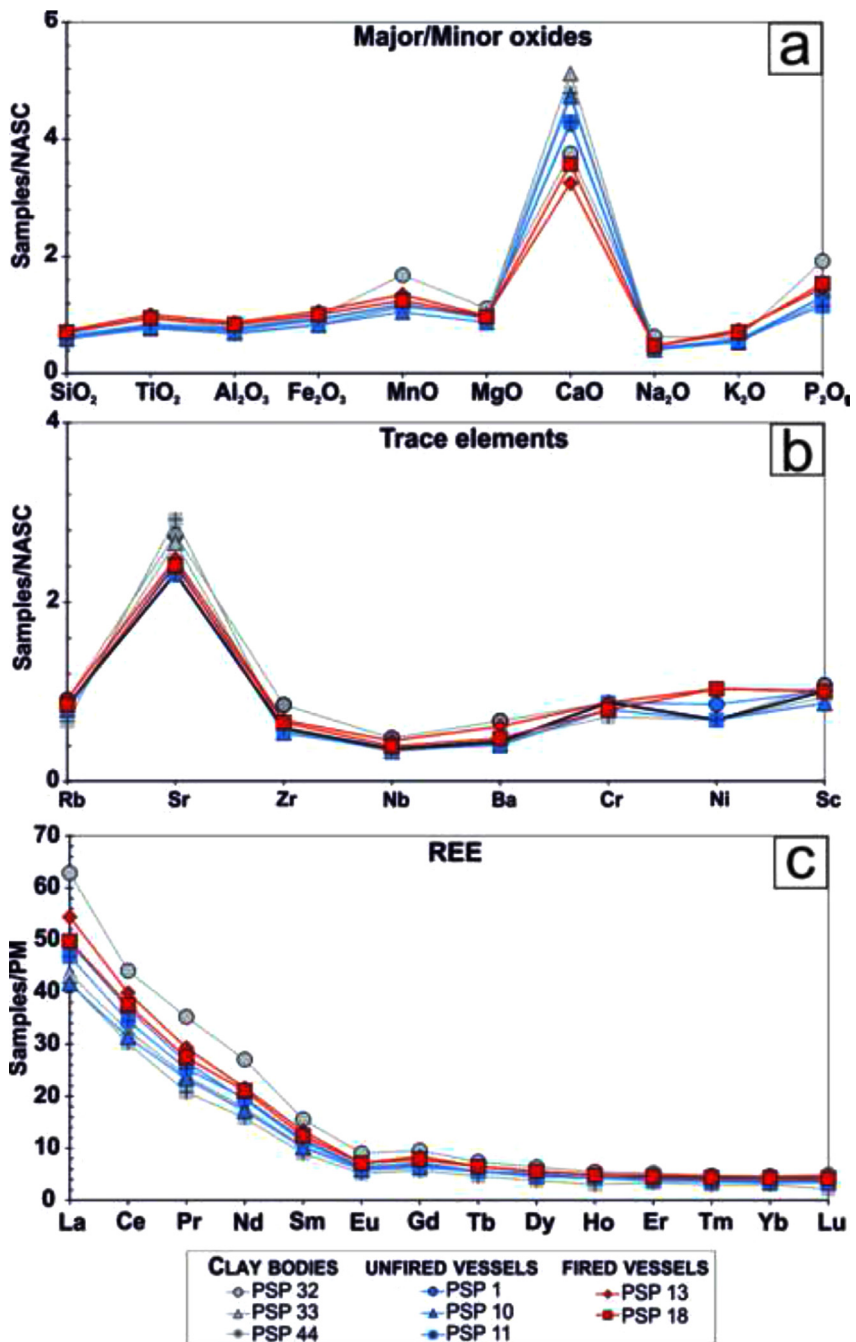 Major/Minor oxides
a
Samples/NASC
6
4
2
0
SiO₂ TiO₂ Al₂O₃ Fe₂O₃ MnO MgO CaO Na₂O K₂O P₂O₅
Trace elements
b
Samples/NASC
4
2
0
Rb Sr Zr Nb Ba Cr Ni Sc
REE
c
Samples/PM
70
60
50
40
30
20
10
0
La Ce Pr Nd Sm Eu Gd Tb Dy Ho Er Tm Yb Lu
CLAY BODIES UNFIRED VESSELS FIRED VESSELS
PSP 32 PSP 1 PSP 13
PSP 33 PSP 10 PSP 18
PSP 44 PSP 11